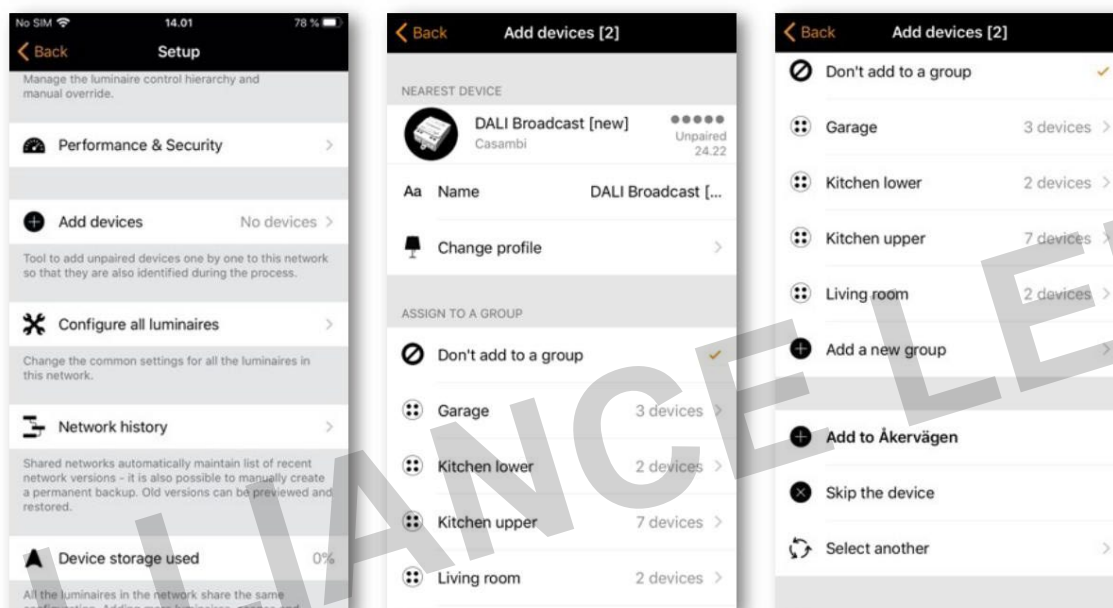 No SIM 14.01 78 %
Back Setup
Manage the luminaire control hierarchy and
manual override.
Performance & Security
Add devices No devices
Tool to add unpaired devices one by one to this network
so that they are also identified during the process.
Configure all luminaires
Change the common settings for all the luminaires in
this network.
Network history
Shared networks automatically maintain list of recent
network versions - it is also possible to manually create
a permanent backup. Old versions can be previewed and
restored.
Device storage used 0%
All the luminaires in the network share the same
configuration. Adding more luminaires, scenes and
Back Add devices [2]
NEAREST DEVICE
DALI Broadcast [new]
Casambi
Unpaired
24.22
Aa Name DALI Broadcast [...
Change profile
ASSIGN TO A GROUP
Don't add to a group
Garage 3 devices
Kitchen lower 2 devices
Kitchen upper 7 devices
Living room 2 devices
Back Add devices [2]
Don't add to a group
Garage 3 devices
Kitchen lower 2 devices
Kitchen upper 7 devices
Living room 2 devices
Add a new group
Add to Åkervägen
Skip the device
Select another
LLIANCE LE